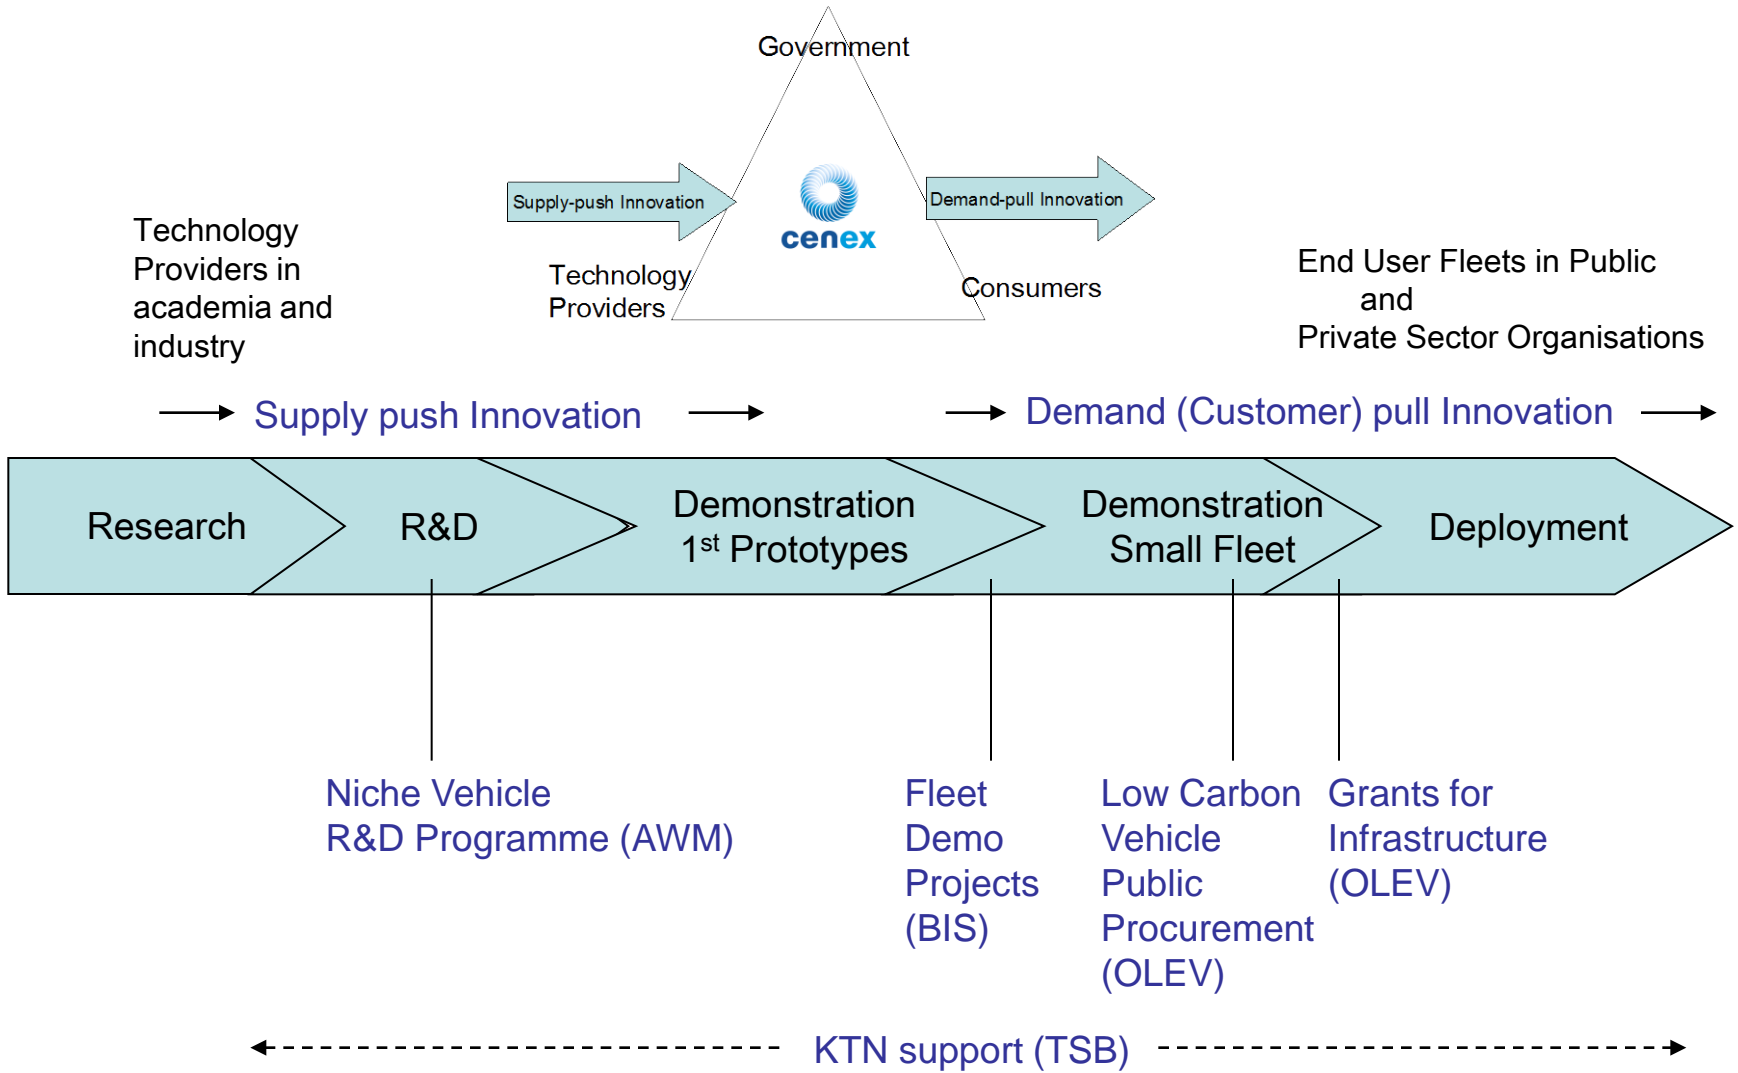 Government
Supply-push Innovation
Demand-pull Innovation
cenex
Technology
Providers
Consumers
Technology
Providers in
academia and
industry
End User Fleets in Public
and
Private Sector Organisations
Supply push Innovation
Demand (Customer) pull Innovation
Research
R&D
Demonstration
1st Prototypes
Demonstration
Small Fleet
Deployment
Niche Vehicle
R&D Programme (AWM)
Fleet
Demo
Projects
(BIS)
Low Carbon
Vehicle
Public
Procurement
(OLEV)
Grants for
Infrastructure
(OLEV)
KTN support (TSB)